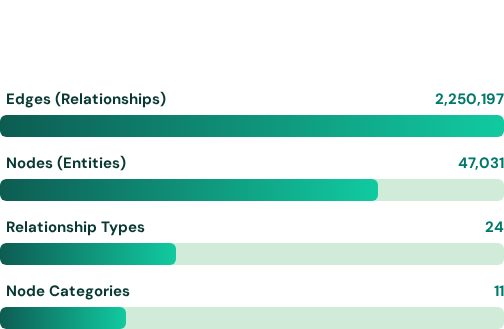 Edges (Relationships) 2,250,197
Nodes (Entities) 47,031
Relationship Types 24
Node Categories 11